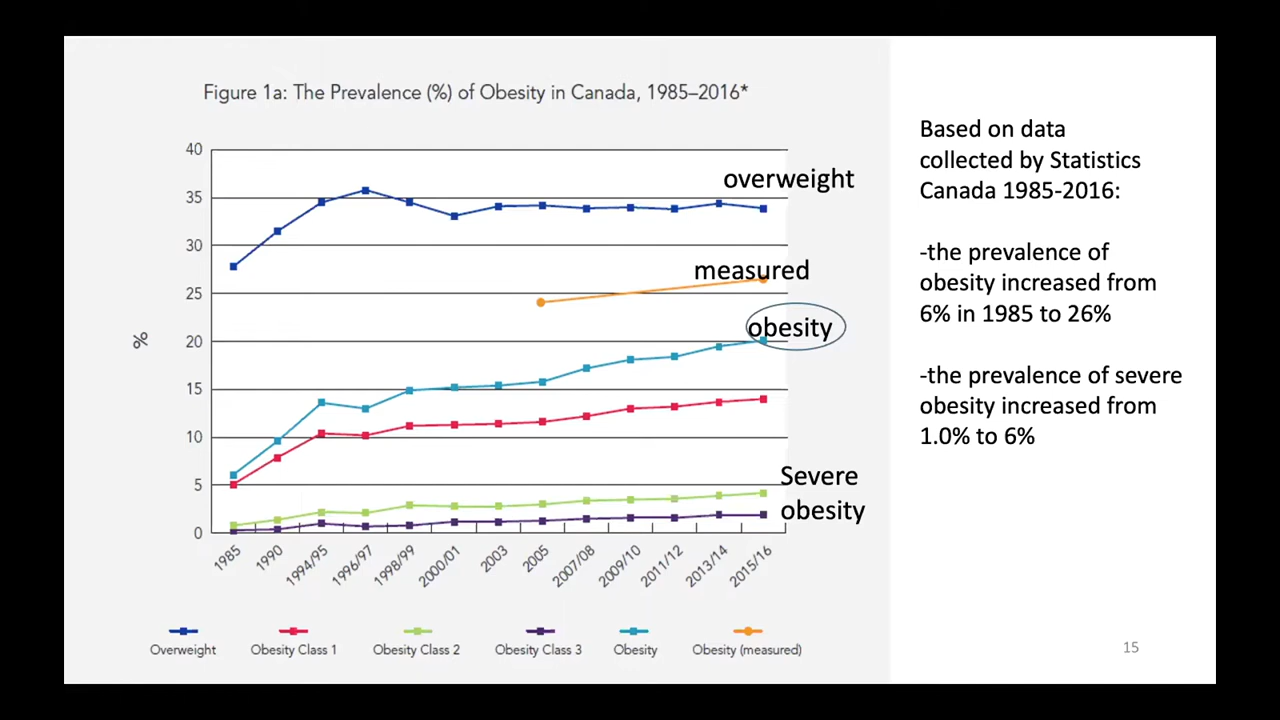 Figure 1a: The Prevalence (%) of Obesity in Canada, 1985–2016*
Based on data
collected by Statistics
Canada 1985-2016:
-the prevalence of
obesity increased from
6% in 1985 to 26%
-the prevalence of severe
obesity increased from
1.0% to 6%
40
35
30
25
20
15
10
5
0
%
overweight
measured
obesity
Severe
obesity
1985
1990
1994/95
1996/97
1998/99
2000/01
2003
2005
2007/08
2009/10
2011/12
2013/14
2015/16
Overweight
Obesity Class 1
Obesity Class 2
Obesity Class 3
Obesity
Obesity (measured)
15